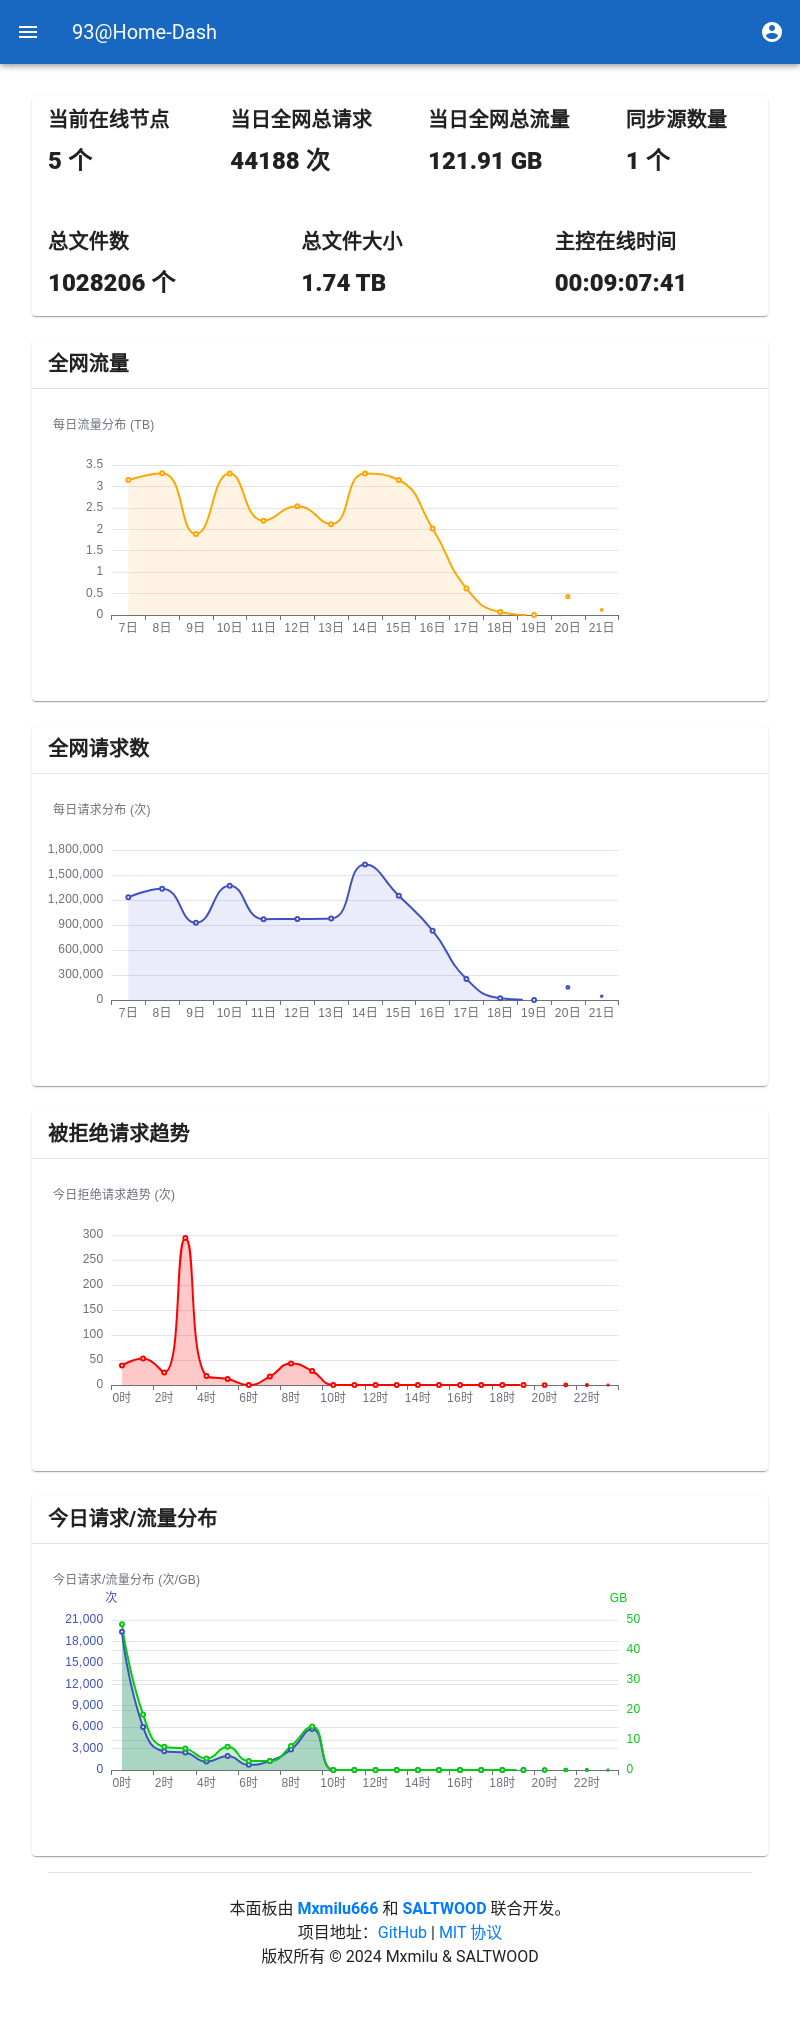 93@Home-Dash
当前在线节点 当日全网总请求 当日全网总流量 同步源数量
5 个 44188 次 121.91 GB 1 个
总文件数 总文件大小 主控在线时间
1028206 个 1.74 TB 00:09:07:41
全网流量
每日流量分布 (TB)
3.5
3
2.5
2
1.5
1
0.5
0
7日 8日 9日 10日 11日 12日 13日 14日 15日 16日 17日 18日 19日 20日 21日
全网请求数
每日请求分布 (次)
1,800,000
1,500,000
1,200,000
900,000
600,000
300,000
0
7日 8日 9日 10日 11日 12日 13日 14日 15日 16日 17日 18日 19日 20日 21日
被拒绝请求趋势
今日拒绝请求趋势 (次)
300
250
200
150
100
50
0
0时 2时 4时 6时 8时 10时 12时 14时 16时 18时 20时 22时
今日请求/流量分布
今日请求/流量分布 (次/GB)
次 GB
21,000 50
18,000
15,000 40
12,000 30
9,000
6,000 20
3,000 10
0 0
0时 2时 4时 6时 8时 10时 12时 14时 16时 18时 20时 22时
本面板由 Mxmilu666 和 SALTWOOD 联合开发。
项目地址：GitHub | MIT 协议
版权所有 © 2024 Mxmilu & SALTWOOD